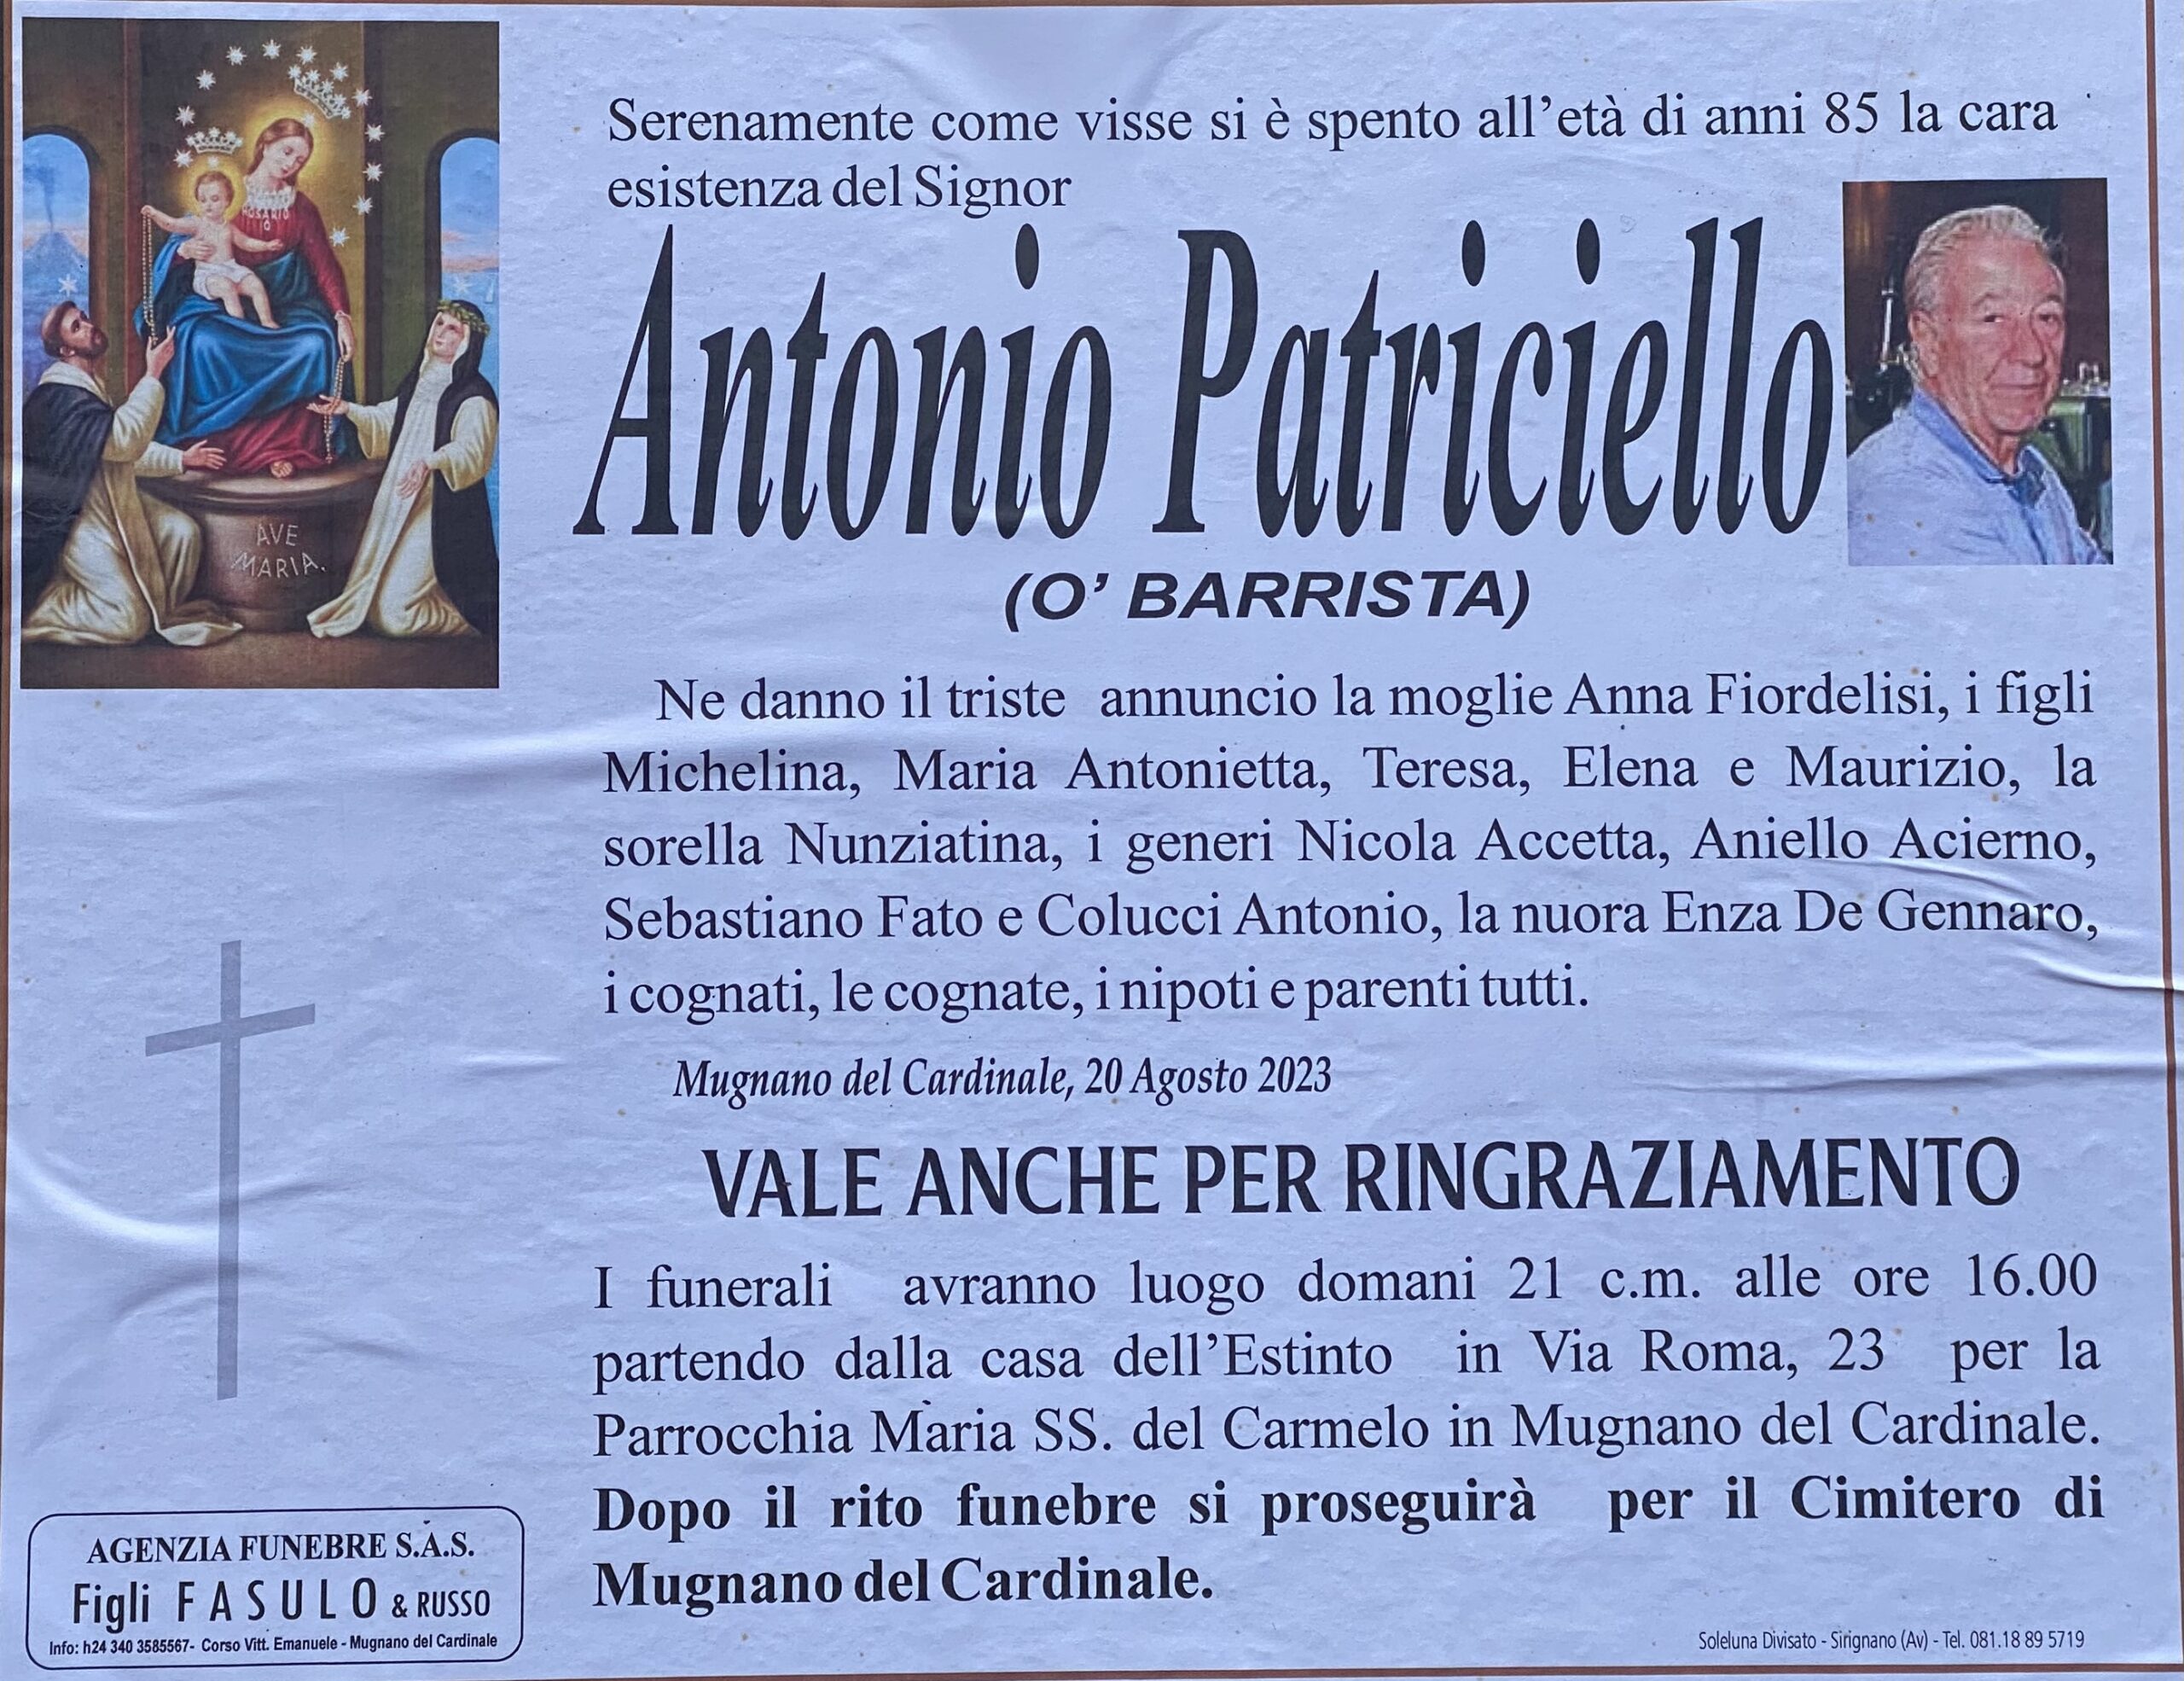 Serenamente come visse si è spento all'età di anni 85 la cara
esistenza del Signor
Antonio Patriciello
(O' BARRISTA)
ROSARIO
AVE
MARIA.
Ne danno il triste annuncio la moglie Anna Fiordelisi, i figli
Michelina, Maria Antonietta, Teresa, Elena e Maurizio, la
sorella Nunziatina, i generi Nicola Accetta, Aniello Acierno,
Sebastiano Fato e Colucci Antonio, la nuora Enza De Gennaro,
i cognati, le cognate, i nipoti e parenti tutti.
Mugnano del Cardinale, 20 Agosto 2023
VALE ANCHE PER RINGRAZIAMENTO
I funerali avranno luogo domani 21 c.m. alle ore 16.00
partendo dalla casa dell'Estinto in Via Roma, 23 per la
Parrocchia Maria SS. del Carmelo in Mugnano del Cardinale.
Dopo il rito funebre si proseguirà per il Cimitero di
Mugnano del Cardinale.
AGENZIA FUNEBRE S.A.S.
Figli FASULO & RUSSO
Info: h24 340 3585567- Corso Vitt. Emanuele - Mugnano del Cardinale
Soleluna Divisato - Sirignano (Av) - Tel. 081.18 89 5719